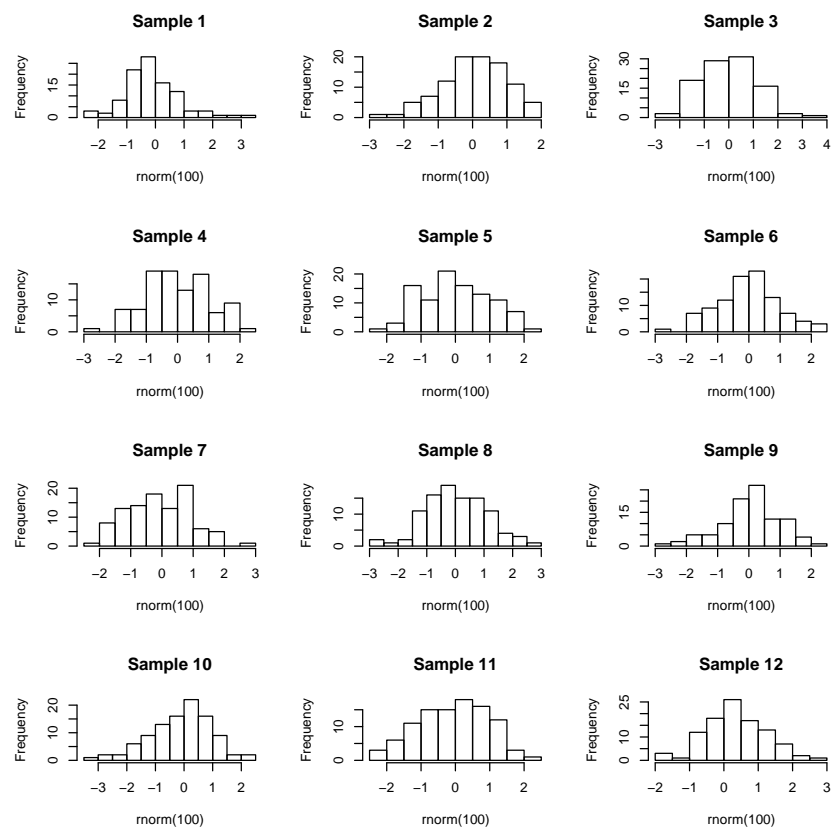 Sample 1
Frequency
0 15
−2 −1 0 1 2 3
rnorm(100)
Sample 2
Frequency
0 10 20
−3 −2 −1 0 1 2
rnorm(100)
Sample 3
Frequency
0 15 30
−3 −1 0 1 2 3 4
rnorm(100)
Sample 4
Frequency
0 10
−3 −2 −1 0 1 2
rnorm(100)
Sample 5
Frequency
0 10 20
−2 −1 0 1 2
rnorm(100)
Sample 6
Frequency
0 10
−3 −2 −1 0 1 2
rnorm(100)
Sample 7
Frequency
0 10 20
−2 −1 0 1 2 3
rnorm(100)
Sample 8
Frequency
0 10
−3 −2 −1 0 1 2 3
rnorm(100)
Sample 9
Frequency
0 15
−3 −2 −1 0 1 2
rnorm(100)
Sample 10
Frequency
0 10 20
−3 −2 −1 0 1 2
rnorm(100)
Sample 11
Frequency
0 10
−2 −1 0 1 2
rnorm(100)
Sample 12
Frequency
0 10 25
−2 −1 0 1 2 3
rnorm(100)